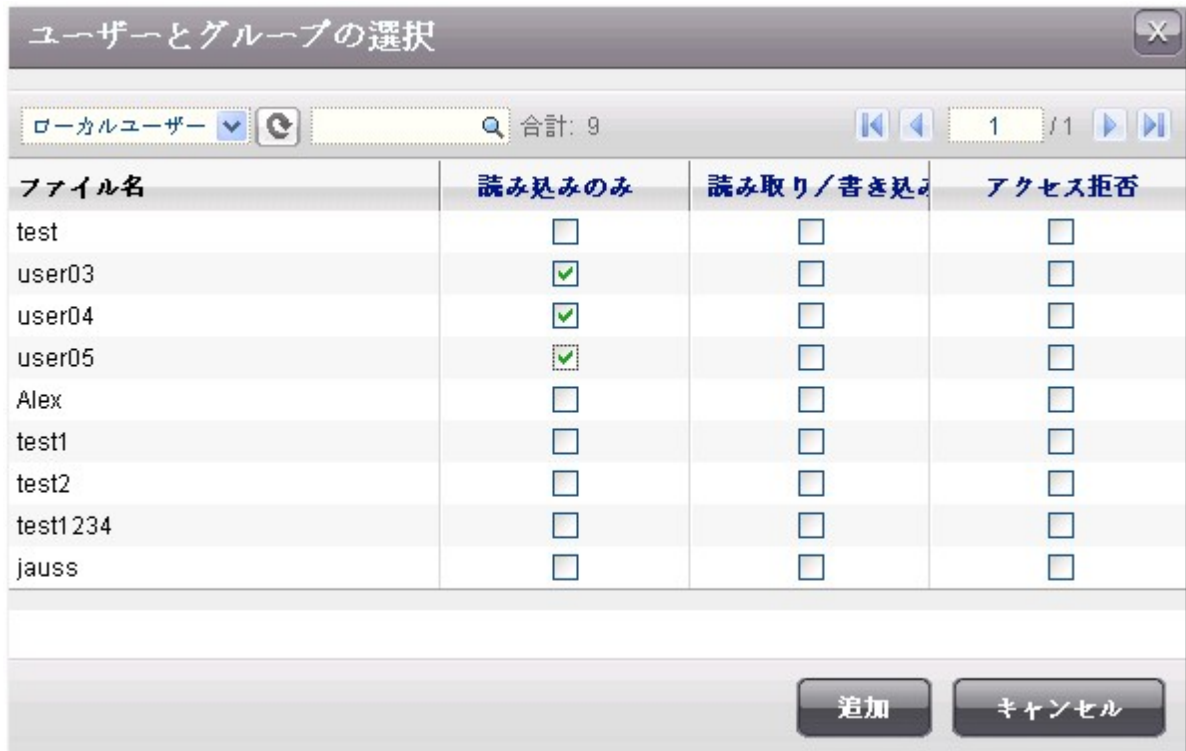 ユーザーとグループの選択
ローカルユーザー 合計: 9 1 / 1
ファイル名 読み込みのみ 読み取り/書き込み アクセス拒否
test
user03
user04
user05
Alex
test1
test2
test1234
jauss
追加 キャンセル